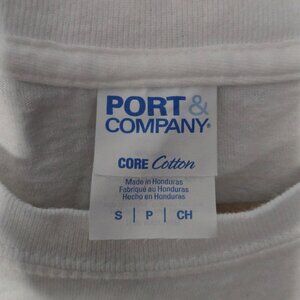 PORT &
COMPANY®
CORE Cotton
Made in Honduras
Fabriqué au Honduras
Hecho en Honduras
S | P | CH